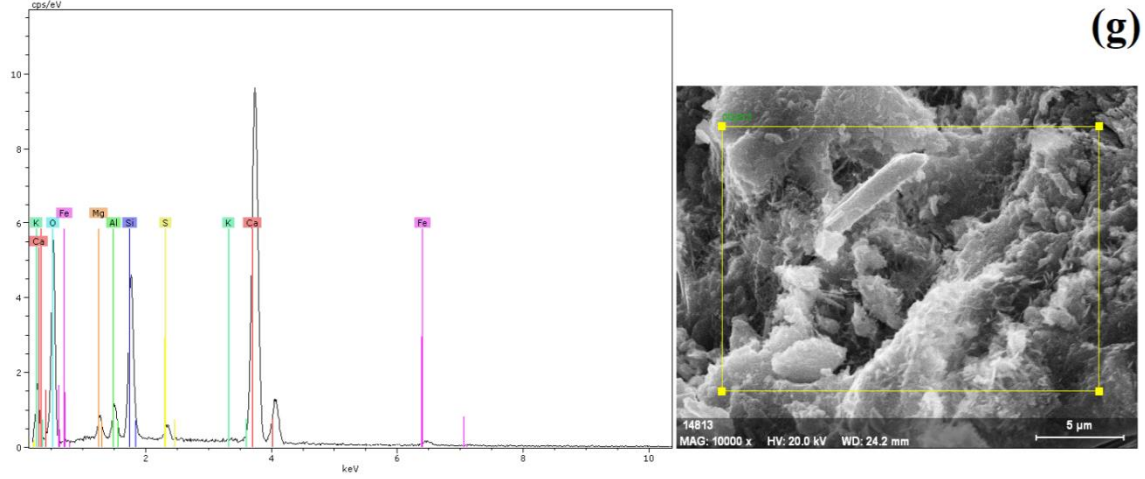 cps/eV
(g)
10
8
6
4
2
0
K O Fe Mg Al Si S K Ca Fe
Ca
2 4 6 8 10
keV
14813
MAG: 10000 x HV: 20.0 kV WD: 24.2 mm
5 µm